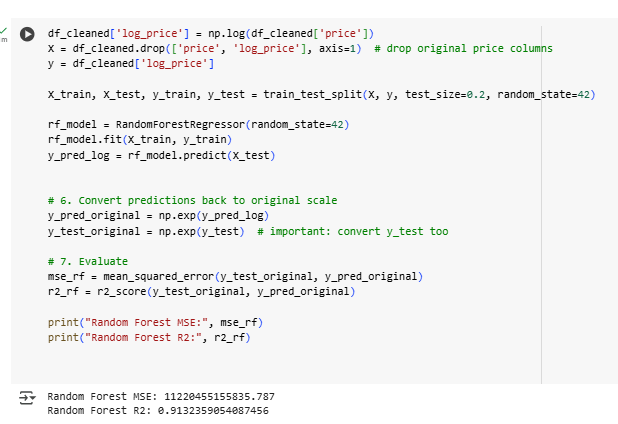 df_cleaned['log_price'] = np.log(df_cleaned['price'])
X = df_cleaned.drop(['price', 'log_price'], axis=1)  # drop original price columns
y = df_cleaned['log_price']
X_train, X_test, y_train, y_test = train_test_split(X, y, test_size=0.2, random_state=42)
rf_model = RandomForestRegressor(random_state=42)
rf_model.fit(X_train, y_train)
y_pred_log = rf_model.predict(X_test)
# 6. Convert predictions back to original scale
y_pred_original = np.exp(y_pred_log)
y_test_original = np.exp(y_test)  # important: convert y_test too
# 7. Evaluate
mse_rf = mean_squared_error(y_test_original, y_pred_original)
r2_rf = r2_score(y_test_original, y_pred_original)
print("Random Forest MSE:", mse_rf)
print("Random Forest R2:", r2_rf)
Random Forest MSE: 11220455155835.787
Random Forest R2: 0.9132359054087456